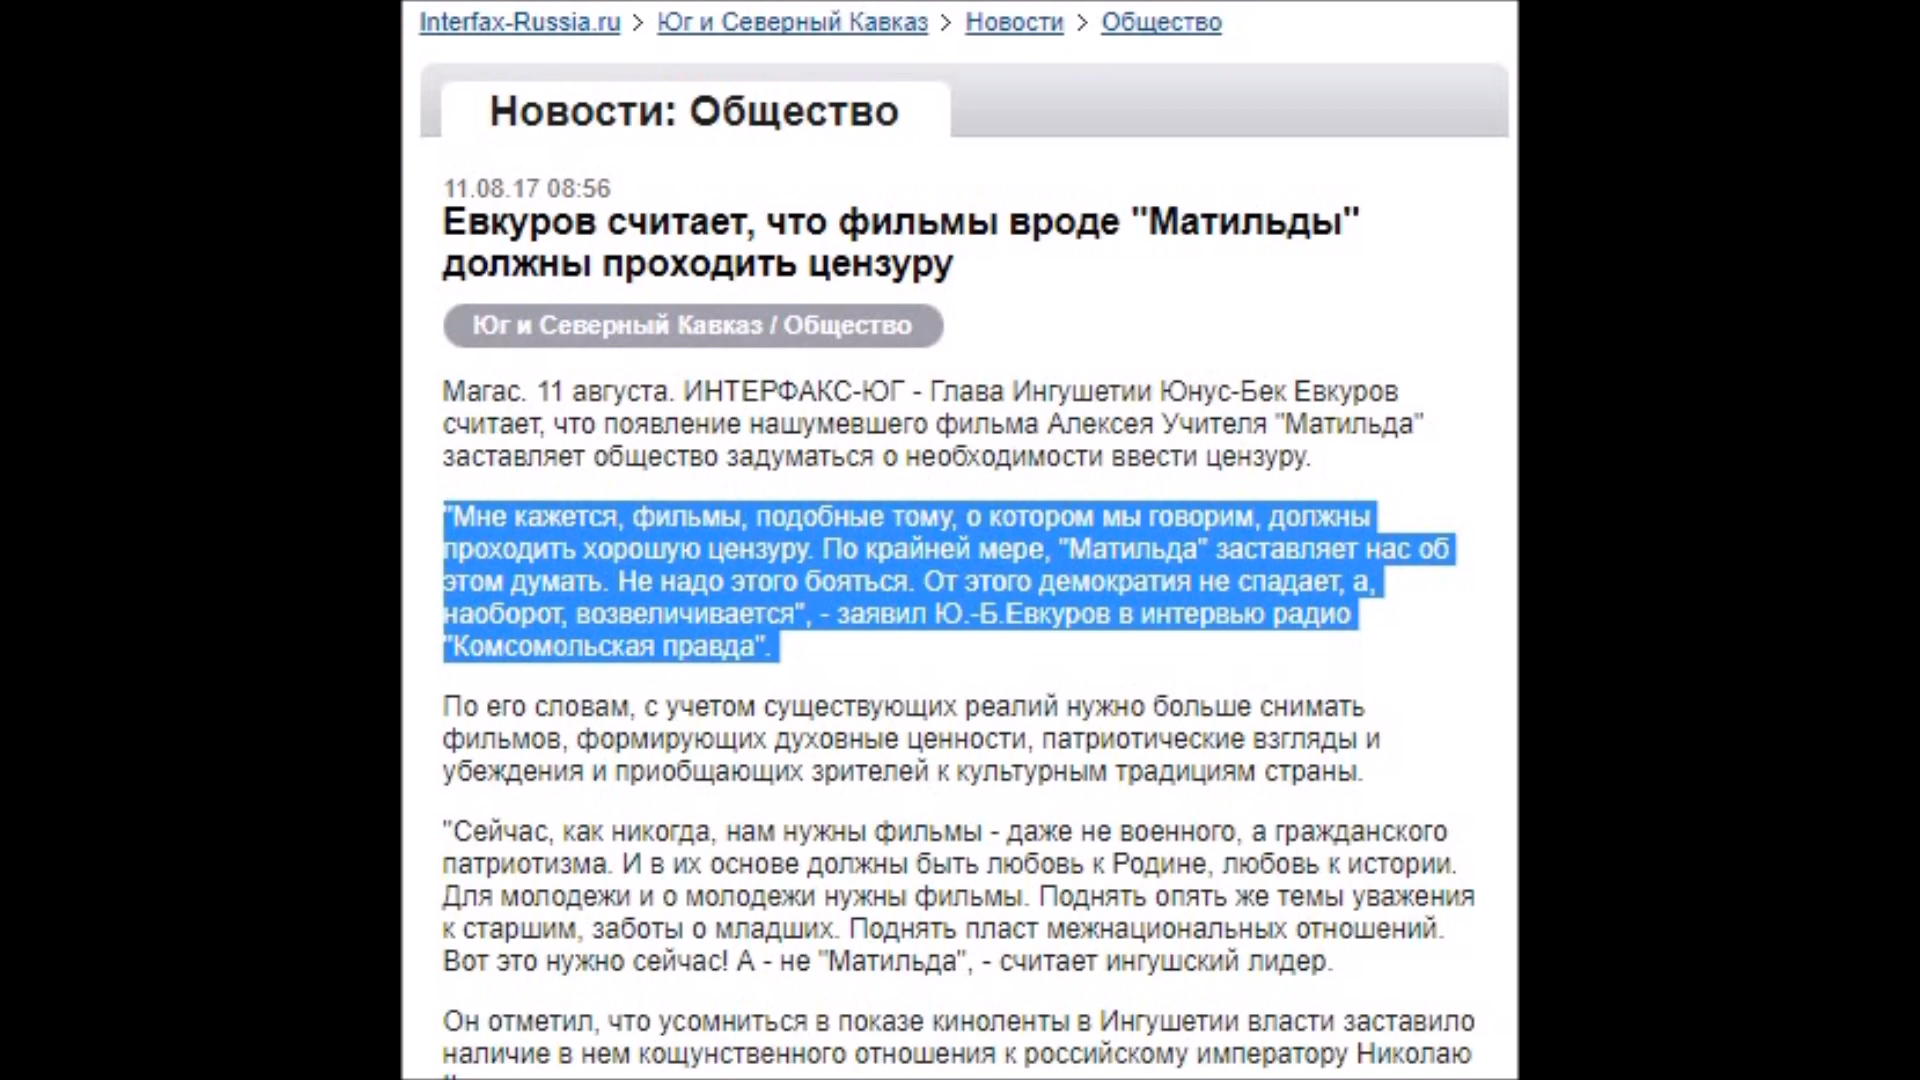 Interfax-Russia.ru > Юг и Северный Кавказ > Новости > Общество
Новости: Общество
11.08.17 08:56
Евкуров считает, что фильмы вроде "Матильды"
должны проходить цензуру
Юг и Северный Кавказ / Общество
Магас. 11 августа. ИНТЕРФАКС-ЮГ - Глава Ингушетии Юнус-Бек Евкуров
считает, что появление нашумевшего фильма Алексея Учителя "Матильда"
заставляет общество задуматься о необходимости ввести цензуру.
"Мне кажется, фильмы, подобные тому, о котором мы говорим, должны
проходить хорошую цензуру. По крайней мере, "Матильда" заставляет нас об
этом думать. Не надо этого бояться. От этого демократия не спадает, а,
наоборот, возвеличивается", - заявил Ю.-Б.Евкуров в интервью радио
"Комсомольская правда".
По его словам, с учетом существующих реалий нужно больше снимать
фильмов, формирующих духовные ценности, патриотические взгляды и
убеждения и приобщающих зрителей к культурным традициям страны.
"Сейчас, как никогда, нам нужны фильмы - даже не военного, а гражданского
патриотизма. И в их основе должны быть любовь к Родине, любовь к истории.
Для молодежи и о молодежи нужны фильмы. Поднять опять же темы уважения
к старшим, заботы о младших. Поднять пласт межнациональных отношений.
Вот это нужно сейчас! А - не "Матильда", - считает ингушский лидер.
Он отметил, что усомниться в показе киноленты в Ингушетии власти заставило
наличие в нем кощунственного отношения к российскому императору Николаю